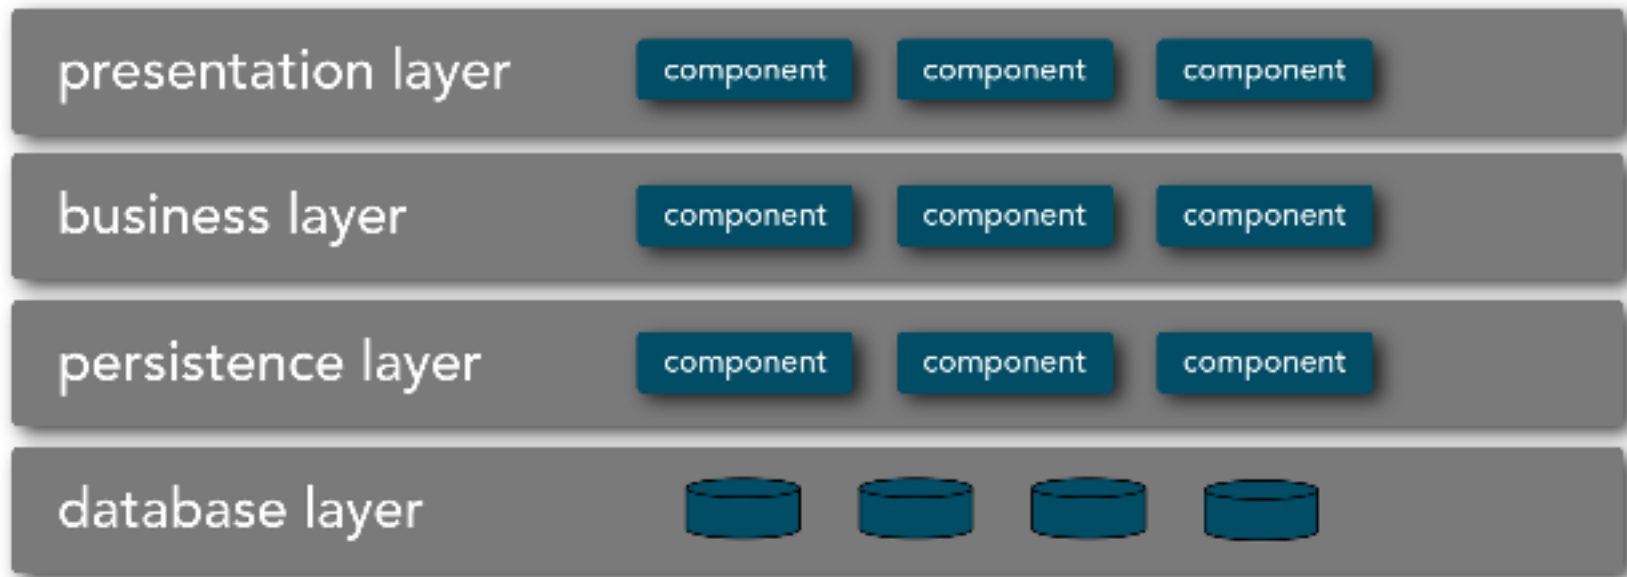 presentation layer
component component component
business layer
component component component
persistence layer
component component component
database layer